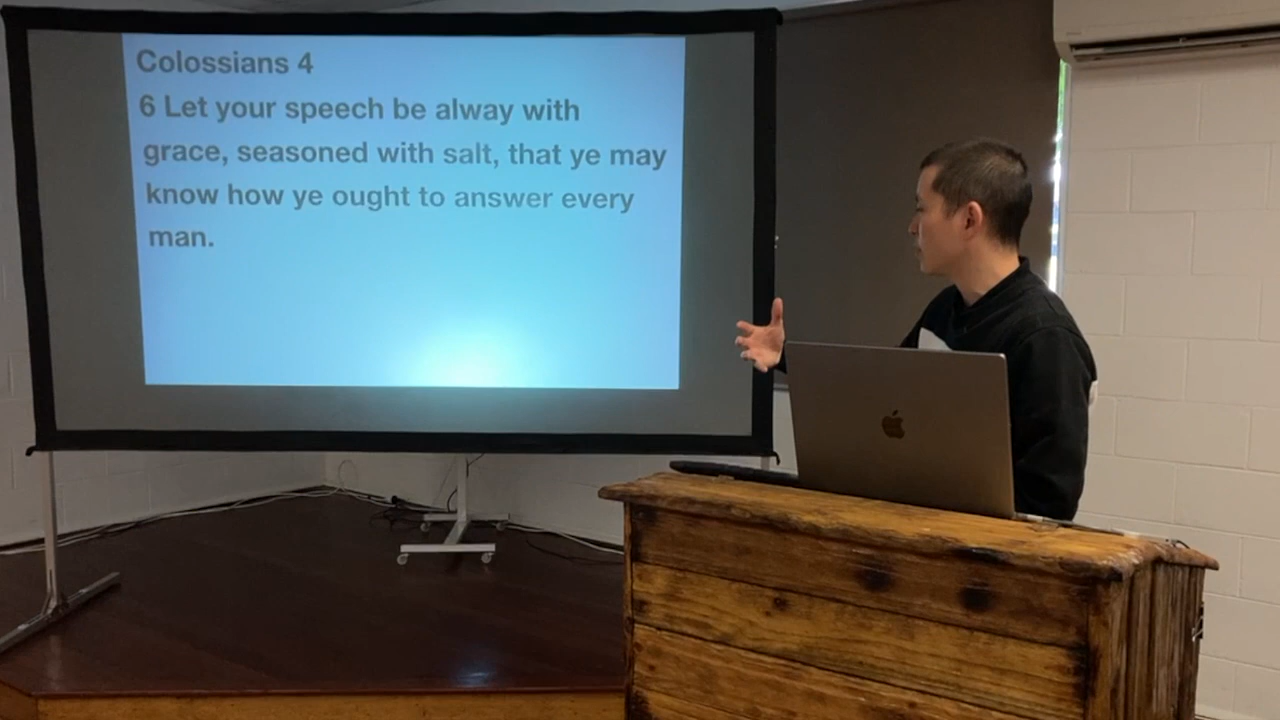 Colossians 4
6 Let your speech be alway with
grace, seasoned with salt, that ye may
know how ye ought to answer every
man.